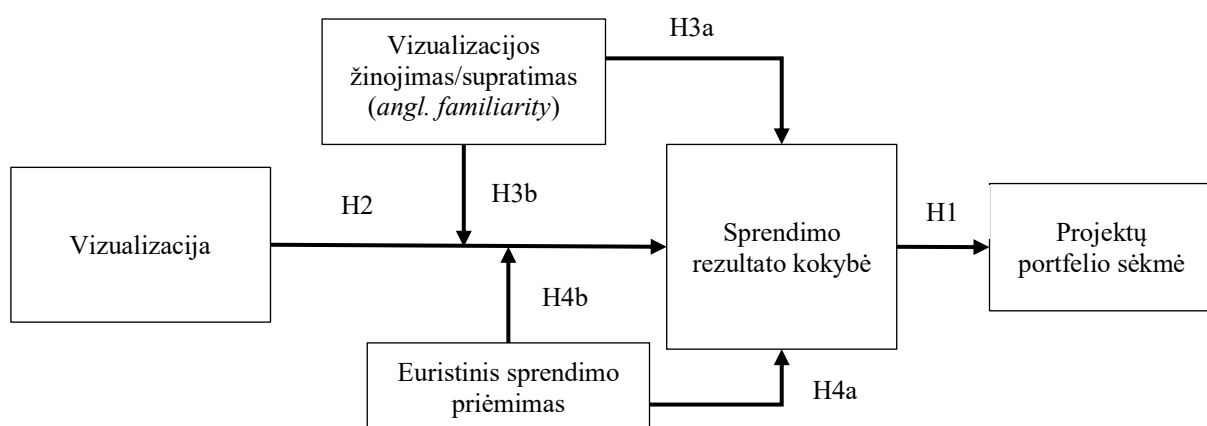 H3a
Vizualizacijos
žinojimas/supratimas
(angl. familiarity)
H3b
H2
Vizualizacija
Sprendimo
rezultato kokybė
H1
Projektų
portfelio sėkmė
H4b
Euristinis sprendimo
priėmimas
H4a